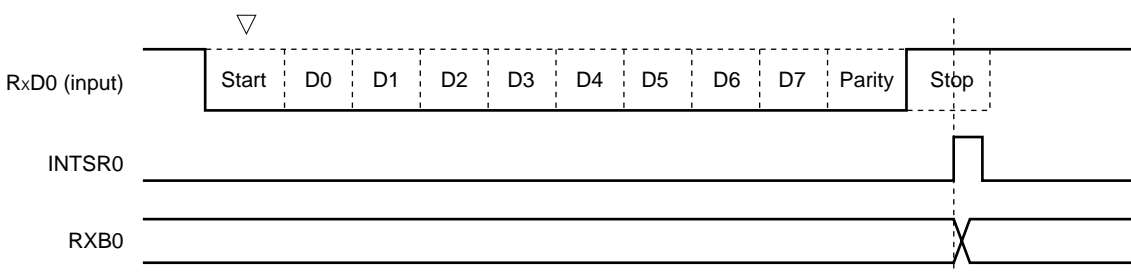 RxD0 (input) Start D0 D1 D2 D3 D4 D5 D6 D7 Parity Stop
INTSR0
RXB0